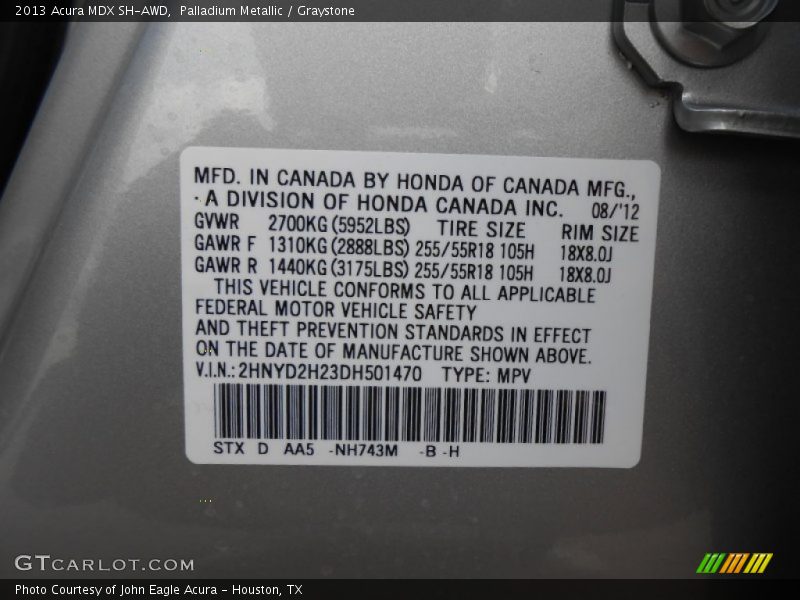 2013 Acura MDX SH-AWD,  Palladium Metallic / Graystone
MFD. IN CANADA BY HONDA OF CANADA MFG.,
A DIVISION OF HONDA CANADA INC. 08/'12
GVWR 2700KG (5952LBS) TIRE SIZE RIM SIZE
GAWR F 1310KG (2888LBS) 255/55R18 105H 18X8.0J
GAWR R 1440KG (3175LBS) 255/55R18 105H 18X8.0J
THIS VEHICLE CONFORMS TO ALL APPLICABLE
FEDERAL MOTOR VEHICLE SAFETY
AND THEFT PREVENTION STANDARDS IN EFFECT
ON THE DATE OF MANUFACTURE SHOWN ABOVE.
V.I.N.: 2HNYD2H23DH501470 TYPE: MPV
STX D AA5 -NH743M -B -H
GTCARLOT.COM
Photo Courtesy of John Eagle Acura - Houston, TX